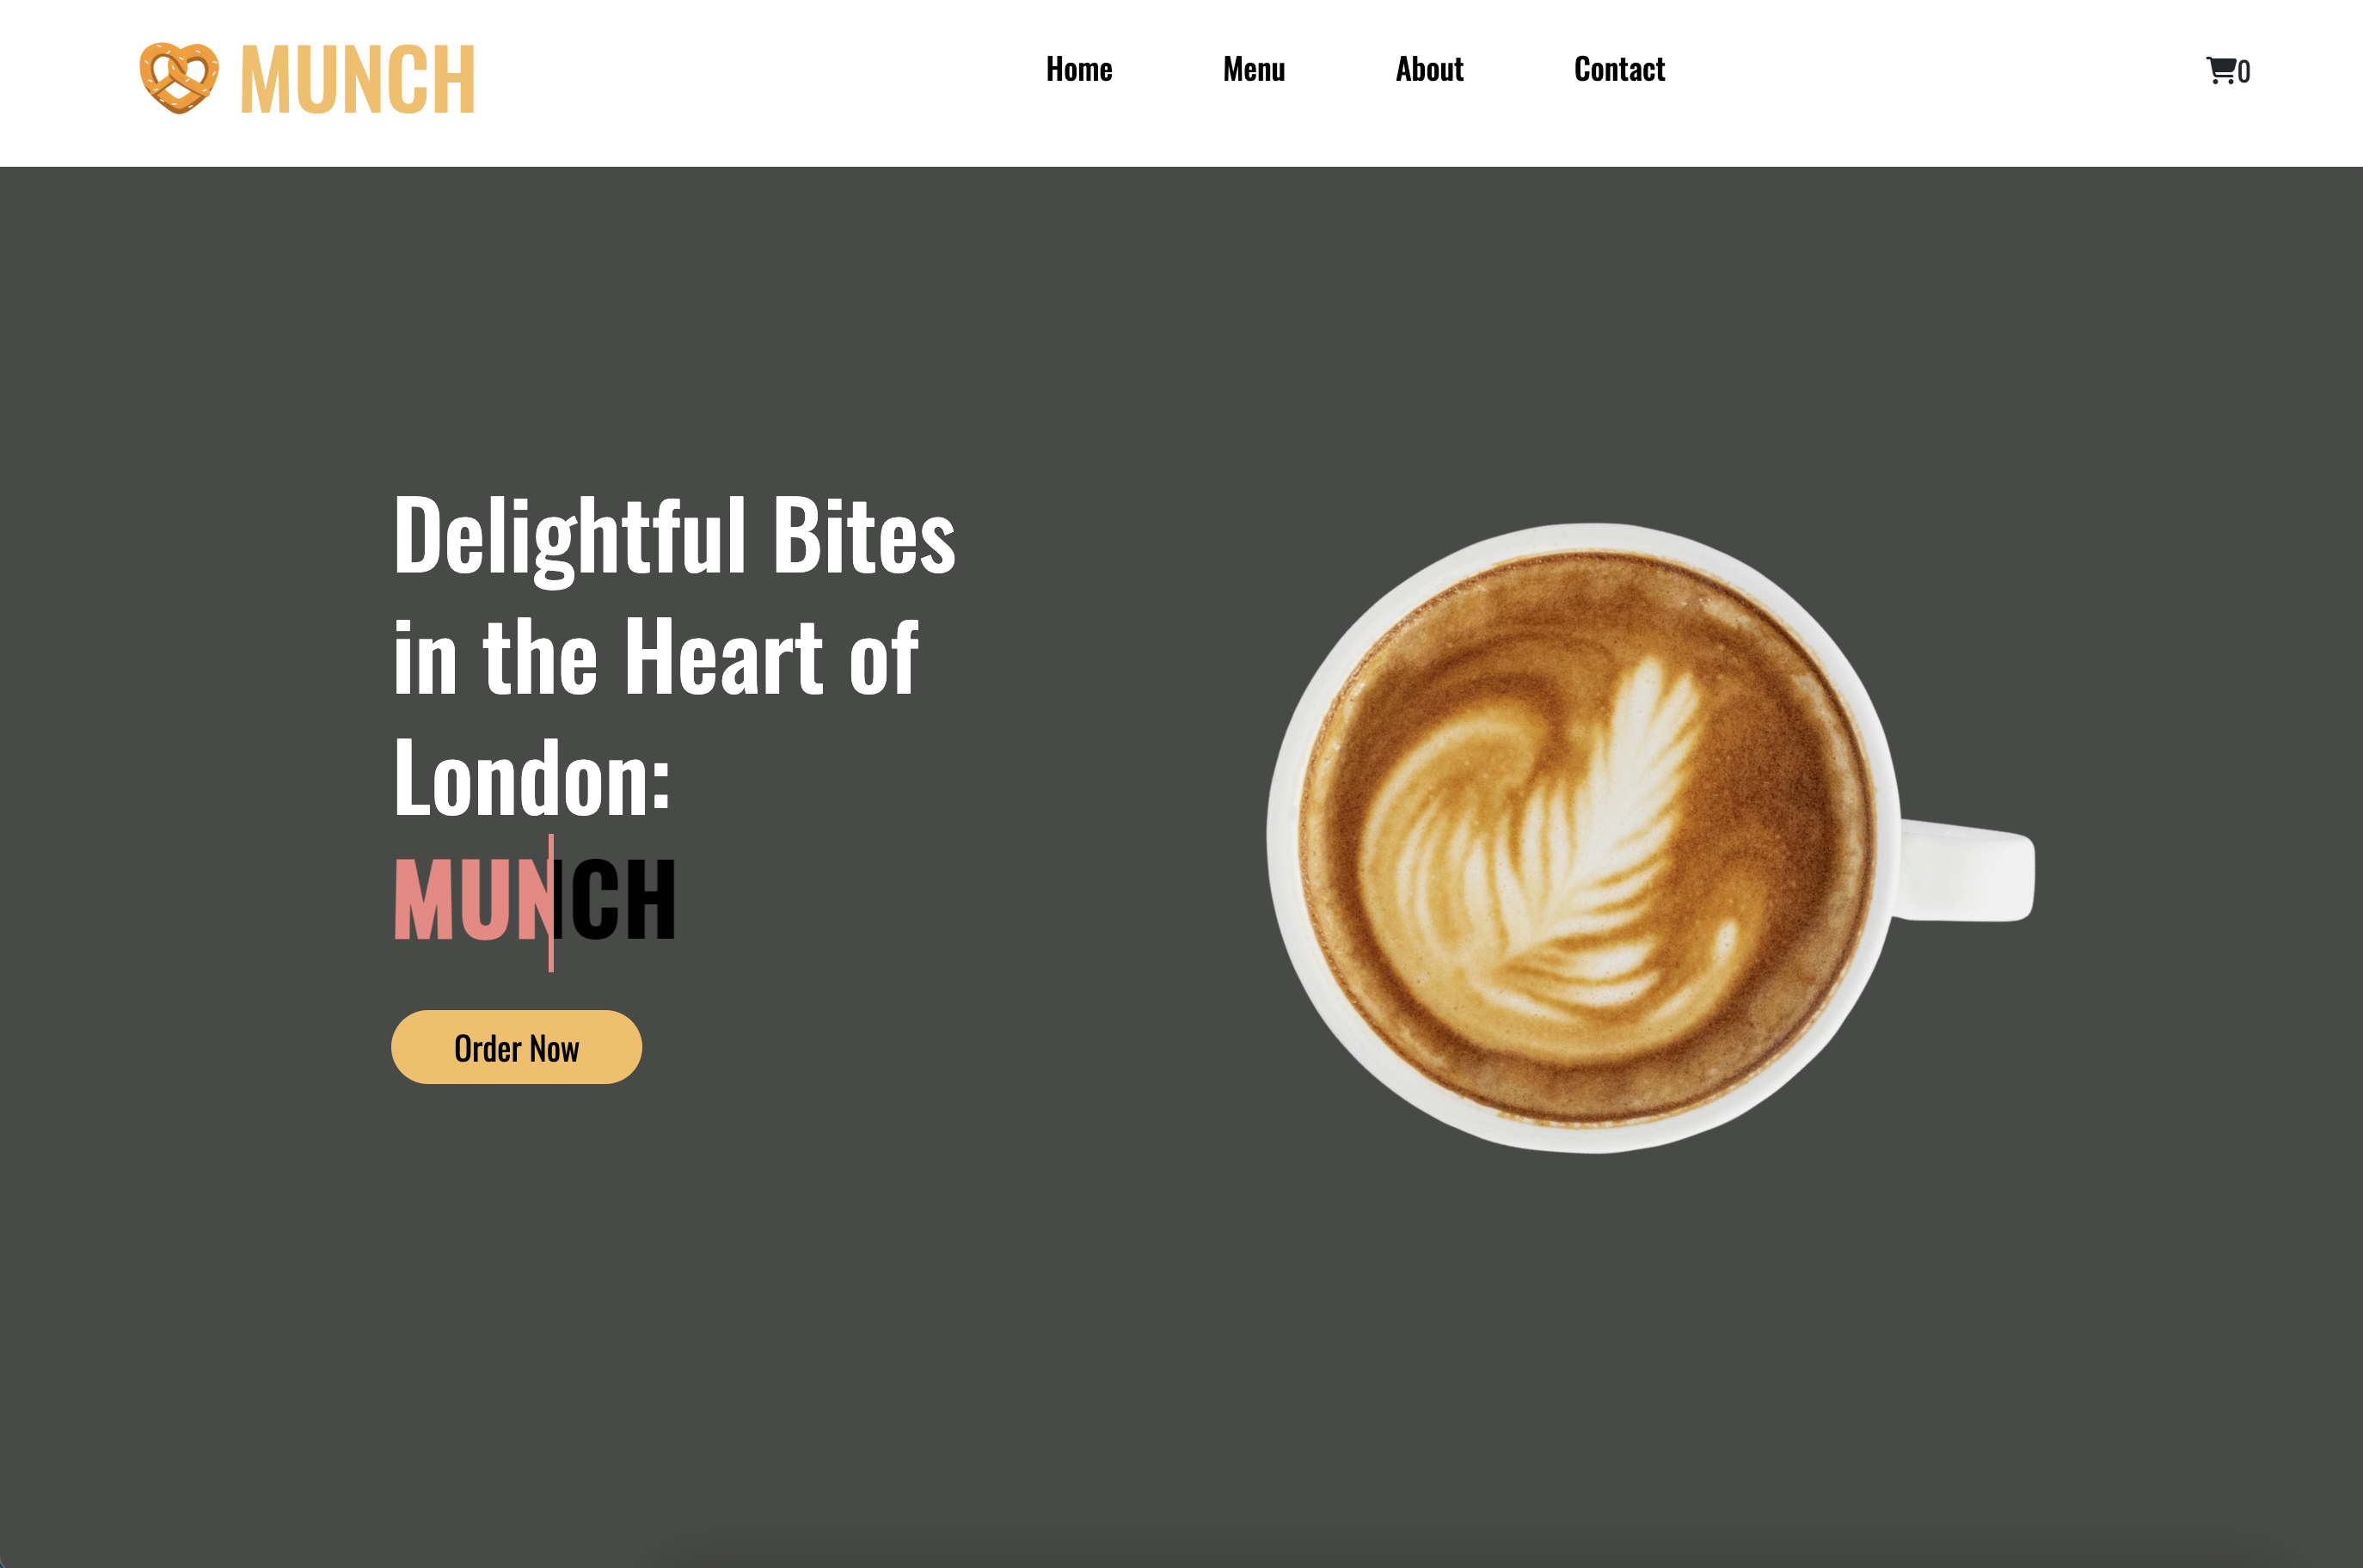 MUNCH
Home Menu About Contact
0
Delightful Bites
in the Heart of
London:
MUNCH
Order Now